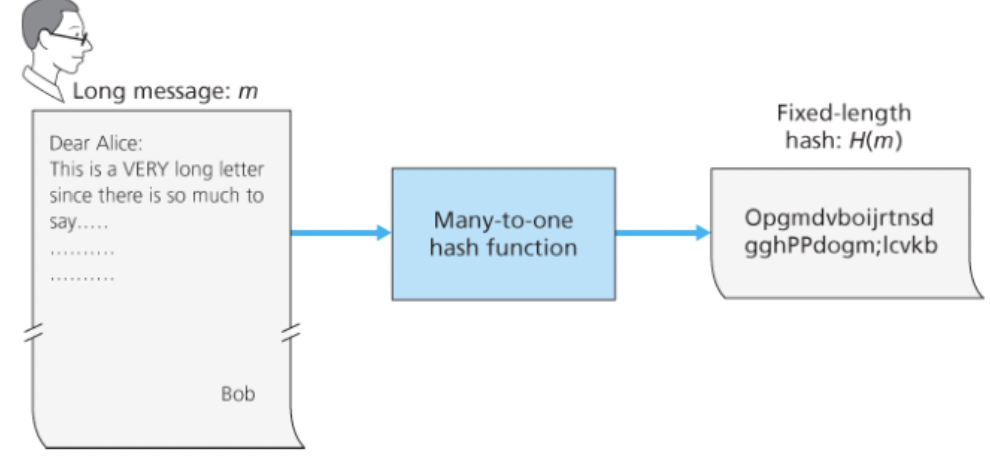 Long message: m
Dear Alice:
This is a VERY long letter
since there is so much to
say.....
..........
..........
Bob
Many-to-one
hash function
Fixed-length
hash: H(m)
Opgmdvboijrtnsd
gghPPdogm;lcvkb